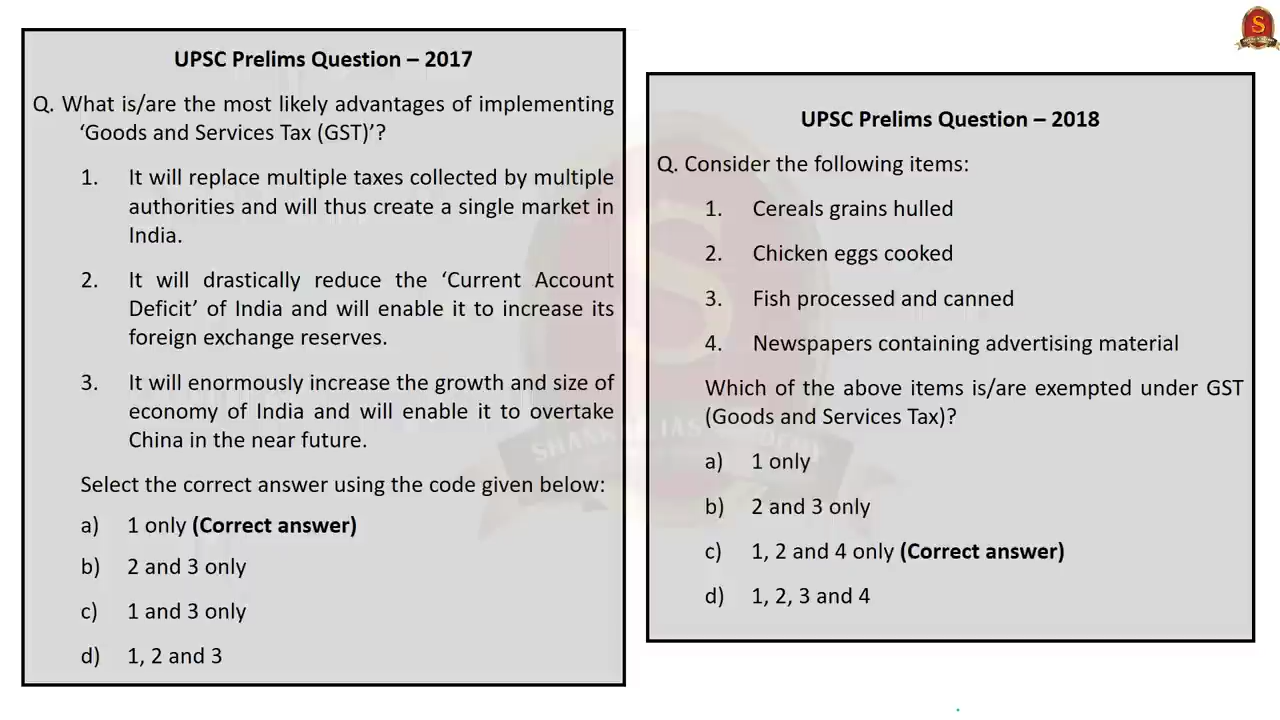 UPSC Prelims Question – 2017
Q. What is/are the most likely advantages of implementing
‘Goods and Services Tax (GST)’?
1. It will replace multiple taxes collected by multiple
authorities and will thus create a single market in
India.
2. It will drastically reduce the ‘Current Account
Deficit’ of India and will enable it to increase its
foreign exchange reserves.
3. It will enormously increase the growth and size of
economy of India and will enable it to overtake
China in the near future.
Select the correct answer using the code given below:
a) 1 only (Correct answer)
b) 2 and 3 only
c) 1 and 3 only
d) 1, 2 and 3
UPSC Prelims Question – 2018
Q. Consider the following items:
1. Cereals grains hulled
2. Chicken eggs cooked
3. Fish processed and canned
4. Newspapers containing advertising material
Which of the above items is/are exempted under GST
(Goods and Services Tax)?
a) 1 only
b) 2 and 3 only
c) 1, 2 and 4 only (Correct answer)
d) 1, 2, 3 and 4
S